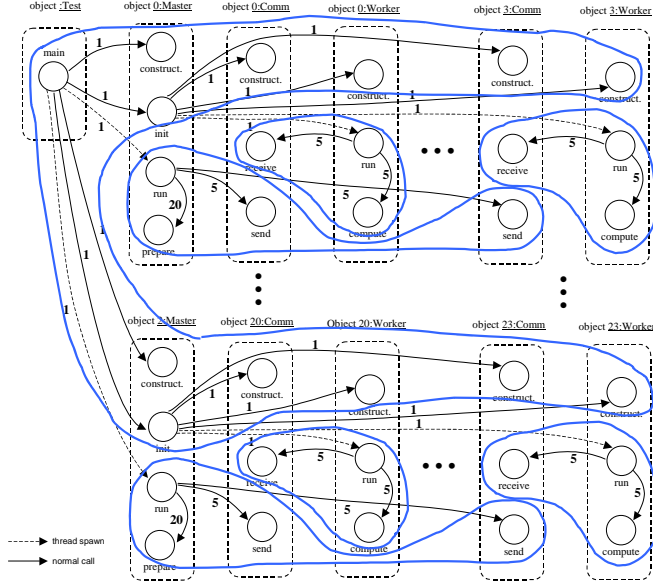 object :Test
object 0:Master
object 0:Comm
object 0:Worker
object 3:Comm
object 3:Worker
main
1
1
construct.
construct.
construct.
construct.
construct.
1
1
1
1
1
init
1
1
1
5
5
receive
run
receive
run
run
5
5
5
5
20
prepare
send
compute
send
compute
1
1
1
object 2:Master
object 20:Comm
Object 20:Worker
object 23:Comm
object 23:Worker
1
construct.
construct.
construct.
construct.
construct.
1
1
1
init
1
1
5
5
receive
run
receive
run
run
5
5
5
20
prepare
send
compute
send
compute
thread spawn
normal call